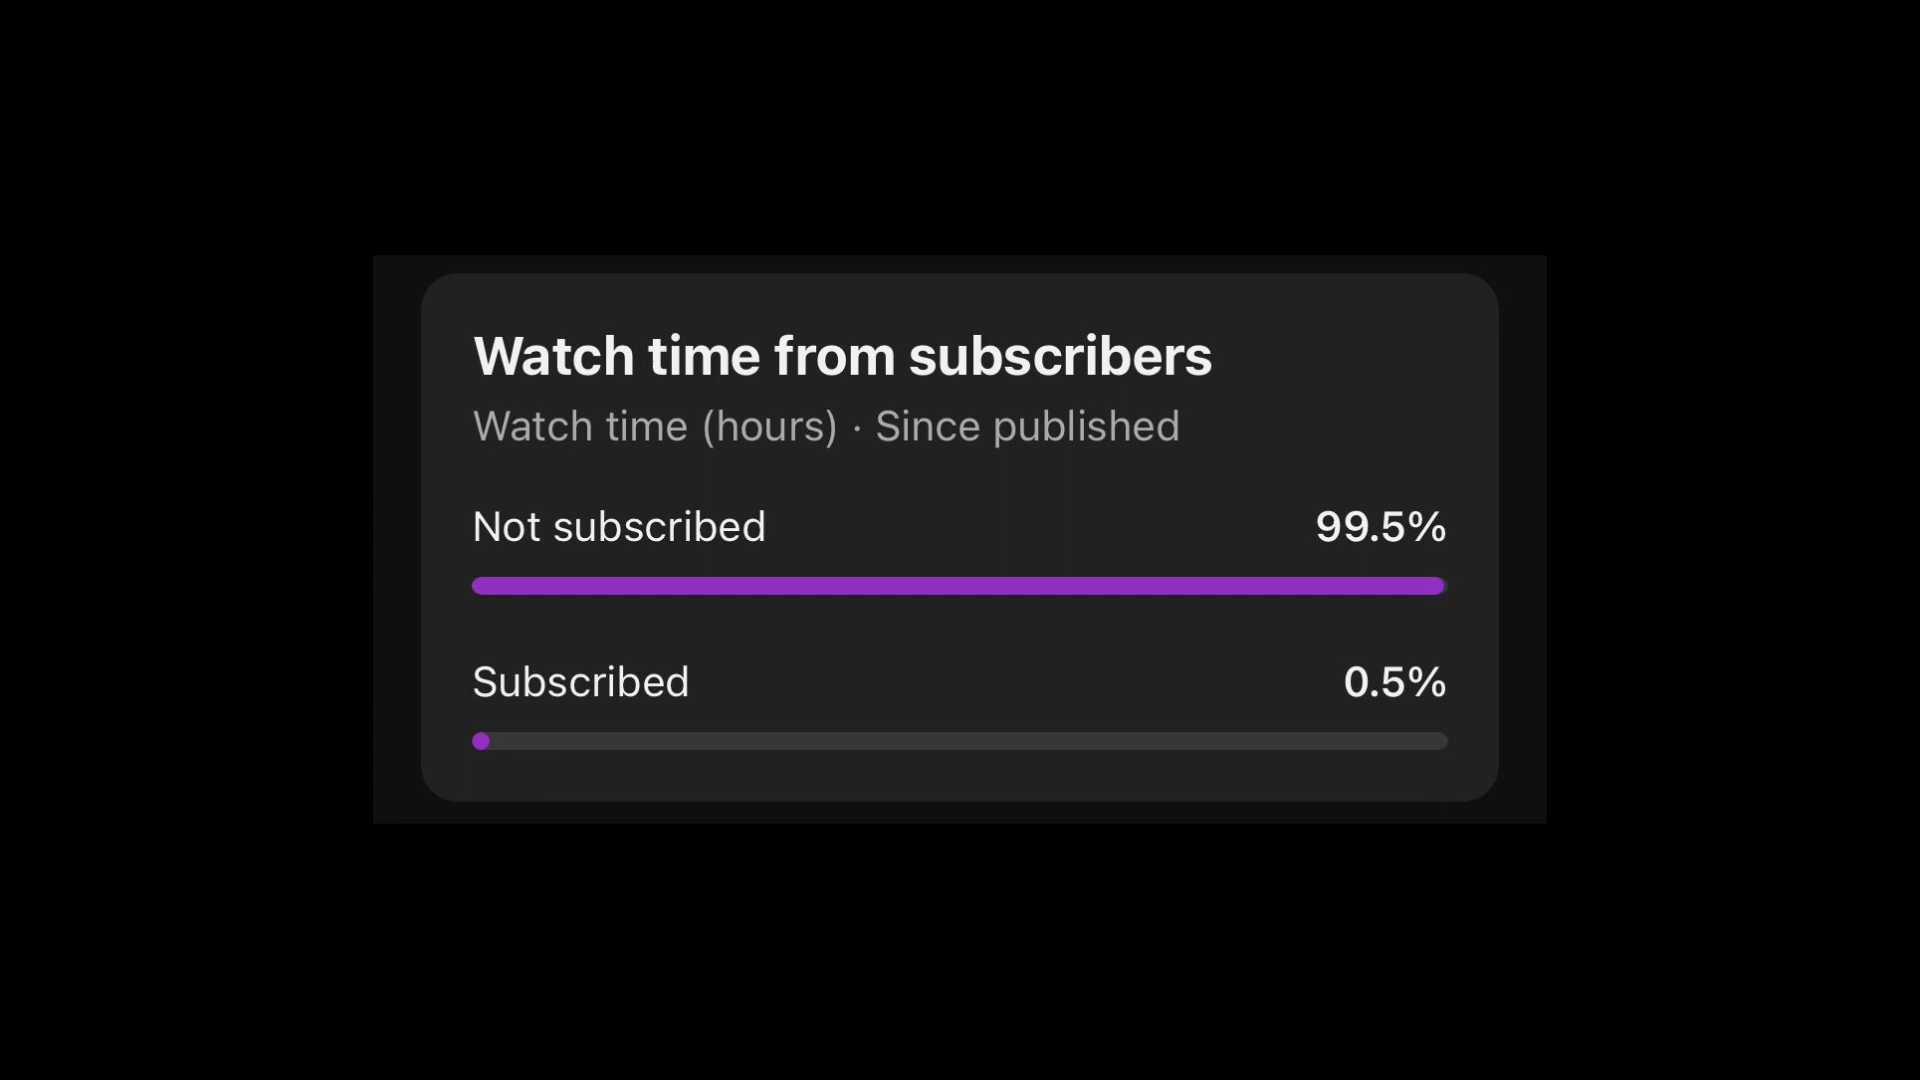 Watch time from subscribers
Watch time (hours) · Since published
Not subscribed 99.5%
Subscribed 0.5%